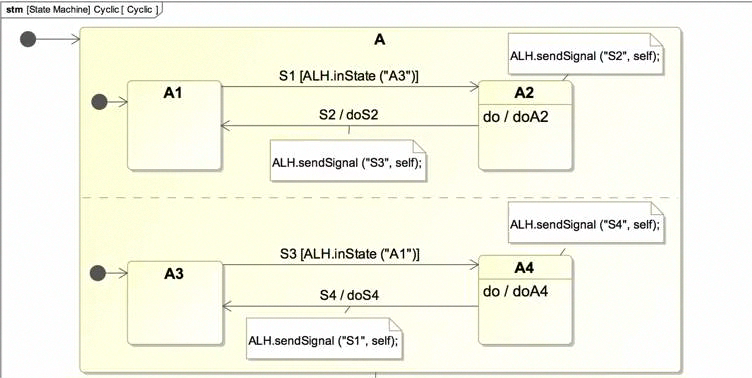 stm [State Machine] Cyclic [ Cyclic ]
A
ALH.sendSignal ("S2", self);
A1
S1 [ALH.inState ("A3")]
A2
S2 / doS2
do / doA2
ALH.sendSignal ("S3", self);
ALH.sendSignal ("S4", self);
A3
S3 [ALH.inState ("A1")]
A4
S4 / doS4
do / doA4
ALH.sendSignal ("S1", self);